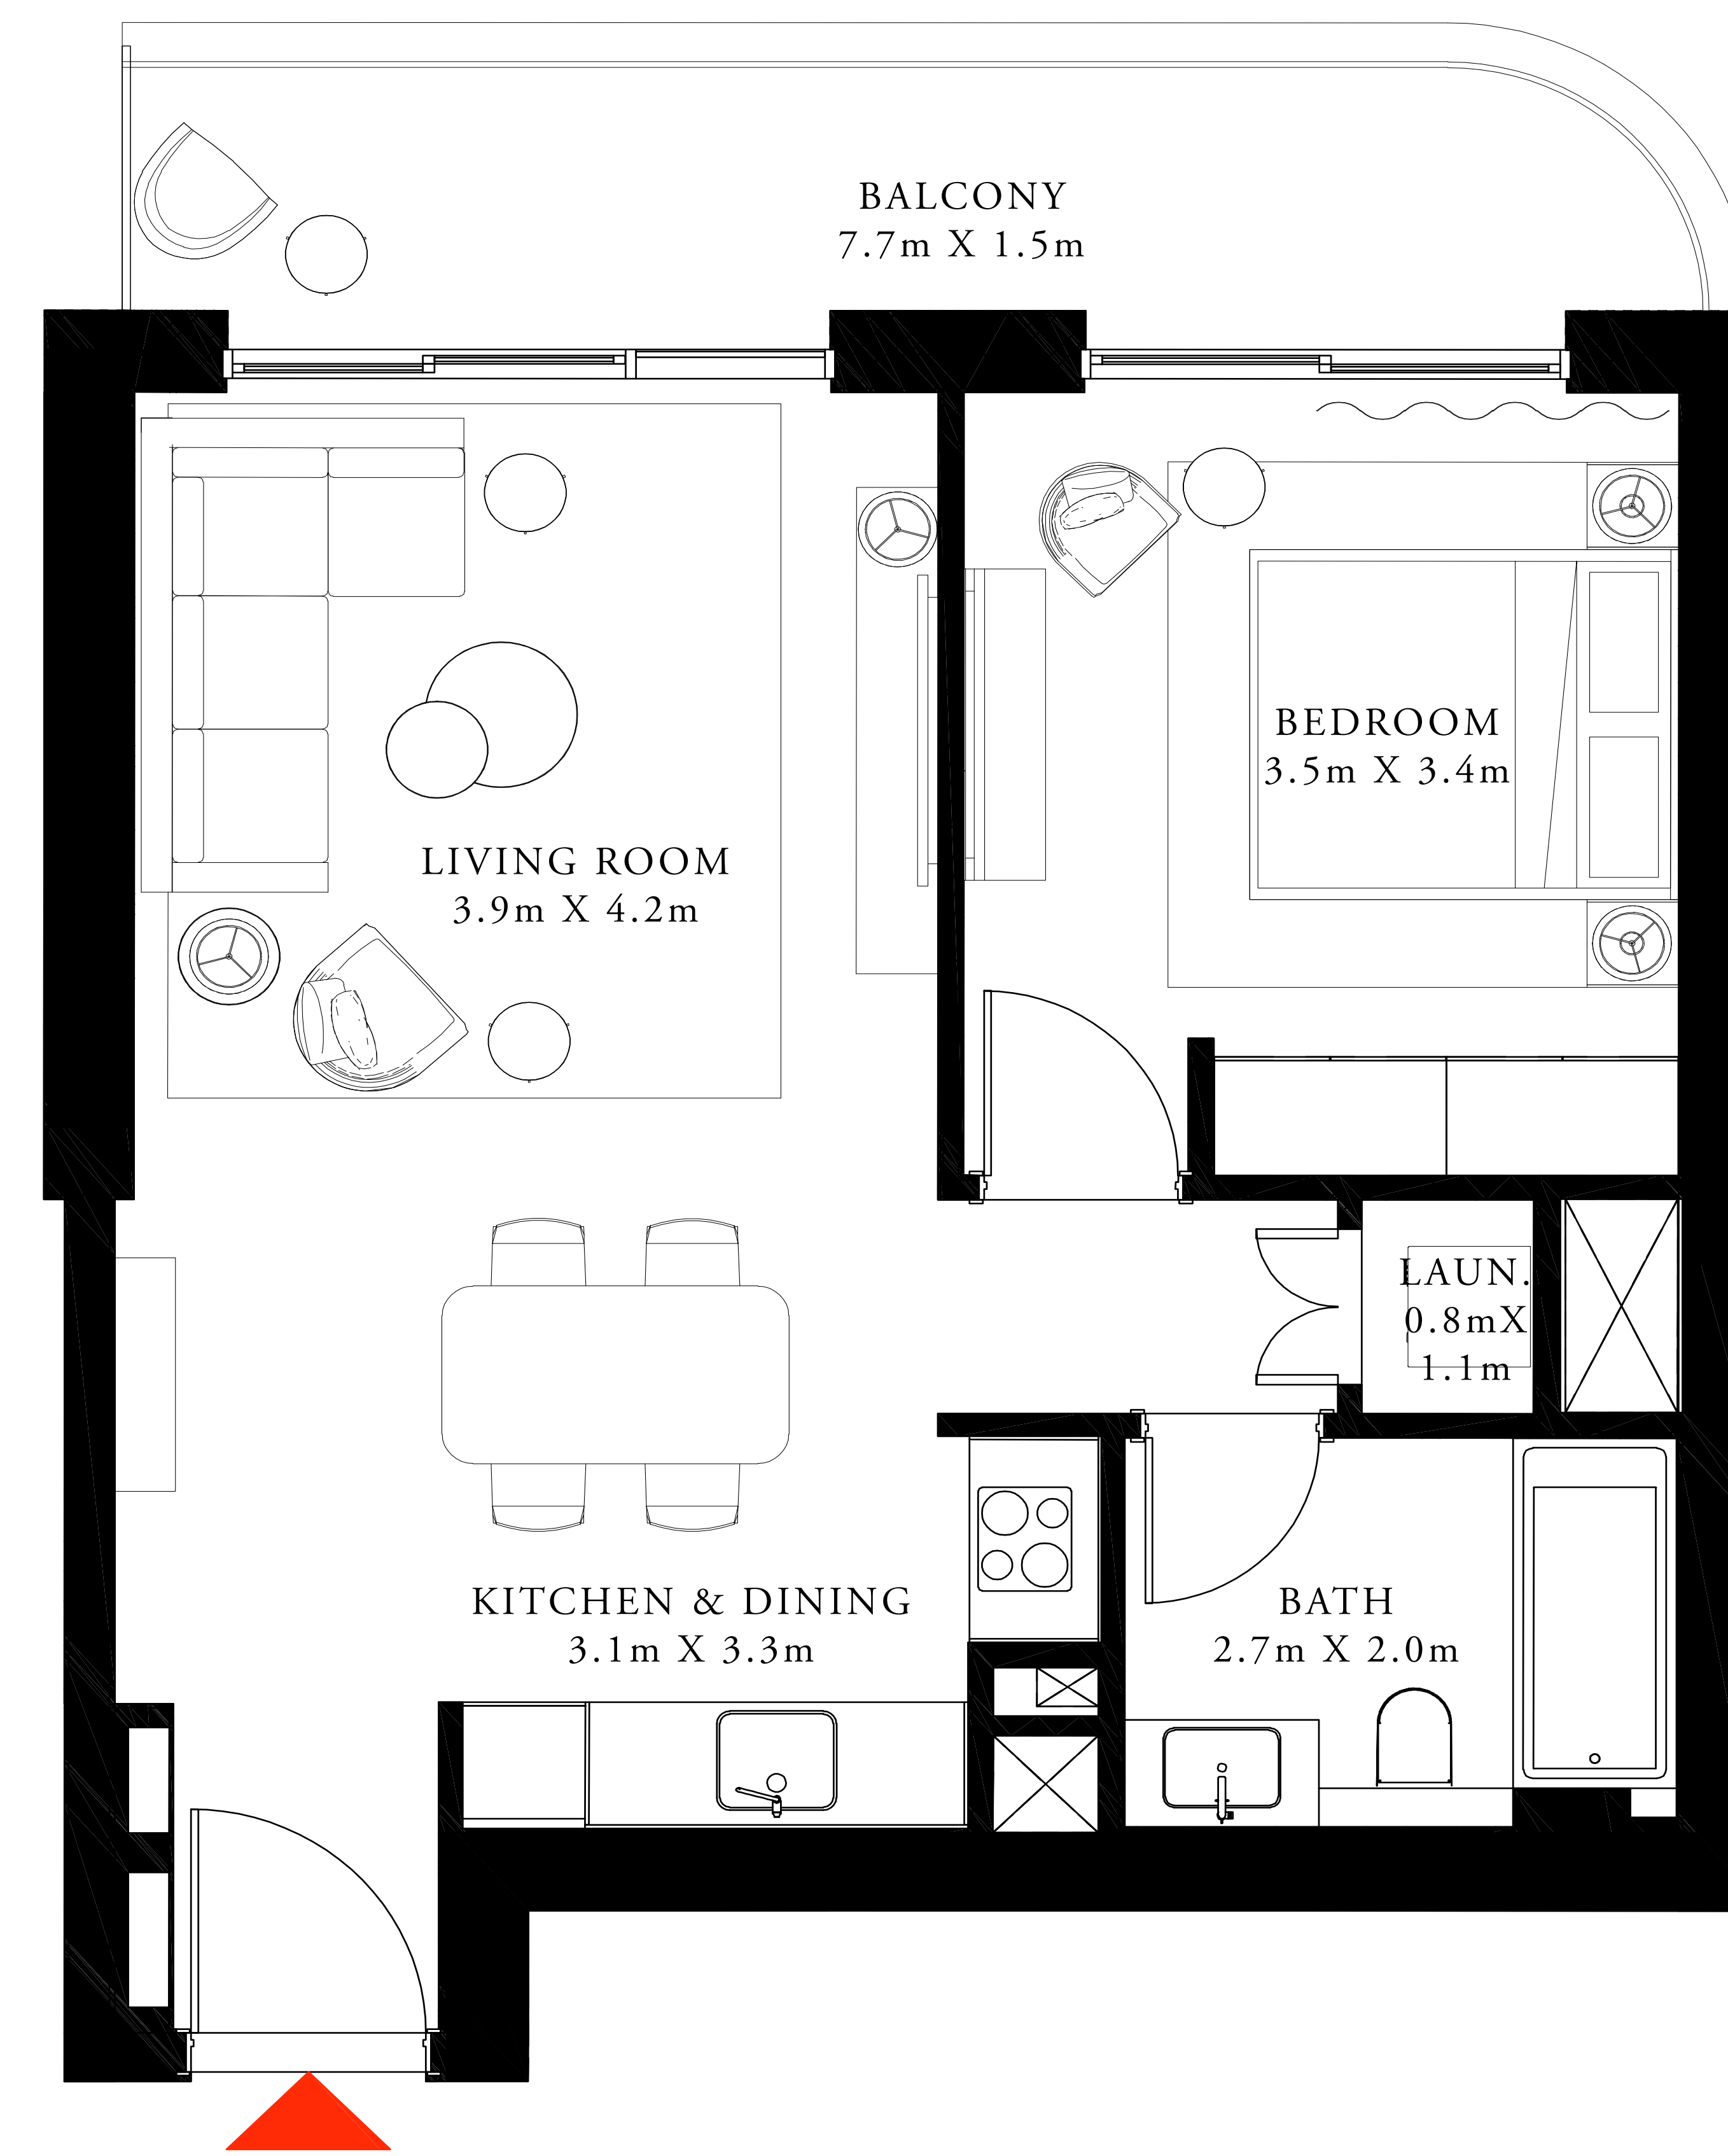 BALCONY
7.7m X 1.5m
BEDROOM
3.5m X 3.4m
LIVING ROOM
3.9m X 4.2m
LAUN.
0.8mX
1.1m
KITCHEN & DINING
3.1m X 3.3m
BATH
2.7m X 2.0m